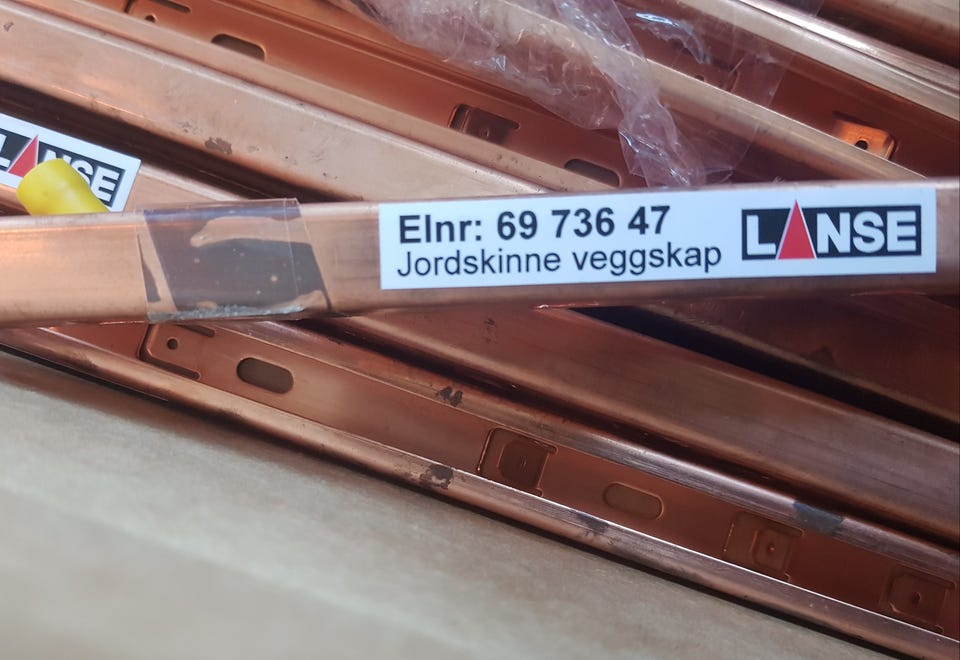 Elnr: 69 736 47
Jordskinne veggskap
LANSE
LANSE